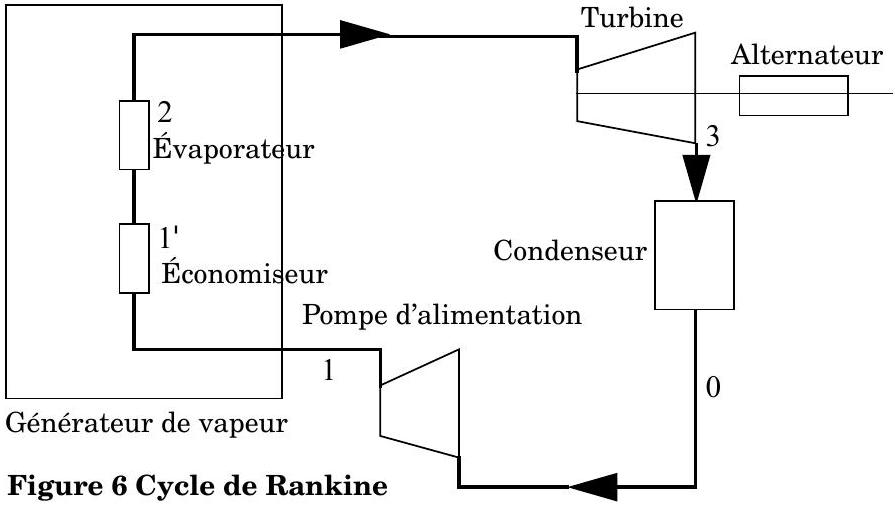 Turbine
Alternateur
2
Évaporateur
3
1'
Économiseur
Condenseur
Pompe d’alimentation
1
0
Générateur de vapeur
Figure 6 Cycle de Rankine